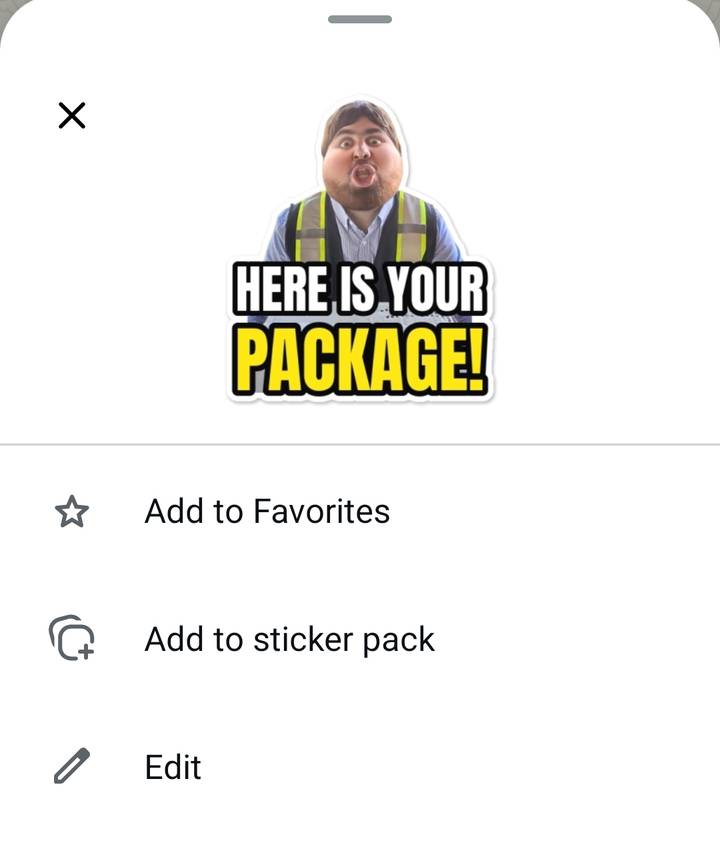 HERE IS YOUR
PACKAGE!
Add to Favorites
Add to sticker pack
Edit